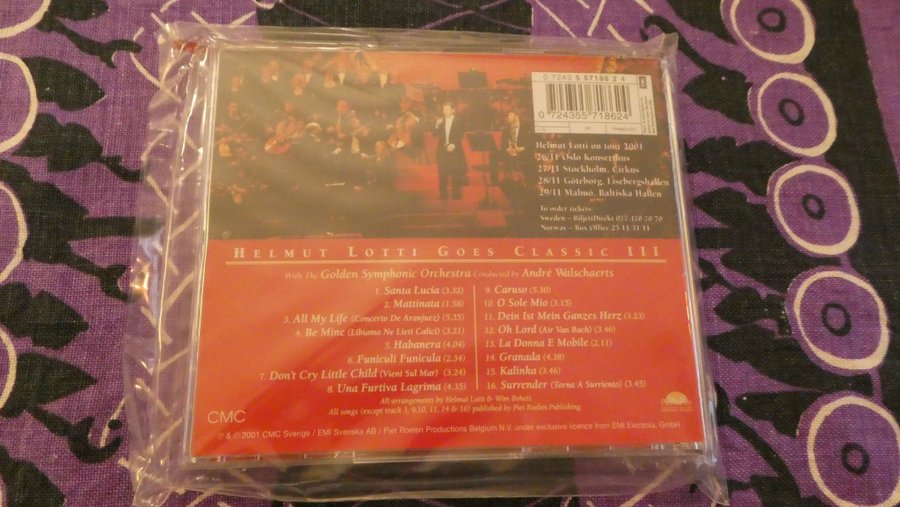 0 7243 5 57186 2 4
0 724355 718624
Helmut Lotti on tour 2001
26/11 Oslo Konserthus
27/11 Stockholm, Cirkus
28/11 Göteborg, Lisebergshallen
29/11 Malmö, Baltiska Hallen
To order tickets:
Sweden – BiljettDirekt 077-170 70 70
Norway – Box Office 23 11 31 11
HELMUT LOTTI GOES CLASSIC III
With The Golden Symphonic Orchestra Conducted by André Walschaerts
1. Santa Lucia (3.32)
2. Mattinata (1.58)
3. All My Life (Concerto De Aranjuez) (5.35)
4. Be Mine (Libiamo Ne Lieti Calici) (3.21)
5. Habanera (4.04)
6. Funiculi Funicula (2.34)
7. Don't Cry Little Child (Vieni Sul Mar) (3.24)
8. Una Furtiva Lagrima (4.35)
9. Caruso (5.30)
10. O Sole Mio (3.15)
11. Dein Ist Mein Ganzes Herz (3.23)
12. Oh Lord (Air Van Bach) (3.46)
13. La Donna E Mobile (2.11)
14. Granada (4.38)
15. Kalinka (3.46)
16. Surrender (Torna A Surriento) (3.45)
All arrangements by Helmut Lotti & Wim Bohets
All songs (except track 3, 9,10, 11, 14 & 16) published by Piet Roelen Publishing
CMC
℗ & © 2001 CMC Sverige / EMI Svenska AB / Piet Roelen Productions Belgium N.V. under exclusive licence from EMI Electrola, GmbH.